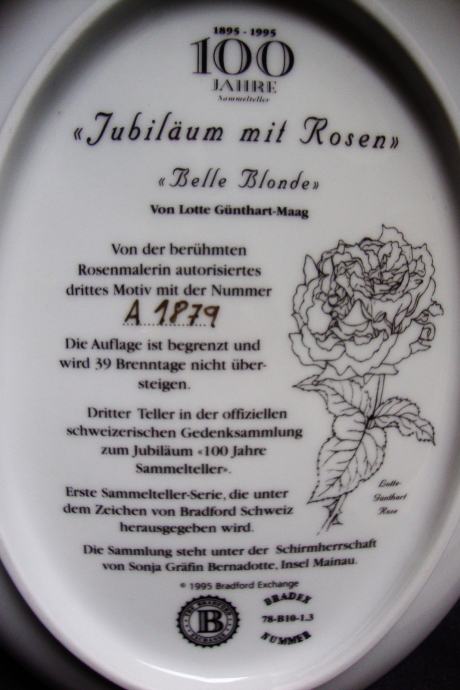 1895 - 1995
100
JAHRE
Sammelteller
«Jubiläum mit Rosen»
«Belle Blonde»
Von Lotte Günthart-Maag
Von der berühmten
Rosenmalerin autorisiertes
drittes Motiv mit der Nummer
A 1879
Die Auflage ist begrenzt und
wird 39 Brenntage nicht über-
steigen.
Dritter Teller in der offiziellen
schweizerischen Gedenksammlung
zum Jubiläum «100 Jahre
Sammelteller».
Erste Sammelteller-Serie, die unter
dem Zeichen von Bradford Schweiz
herausgegeben wird.
Lotte
Günthart
Rose
Die Sammlung steht unter der Schirmherrschaft
von Sonja Gräfin Bernadotte, Insel Mainau.
© 1995 Bradford Exchange
THE BRADFORD
B
EXCHANGE
BRADEX
78-B10-1.3
NUMMER